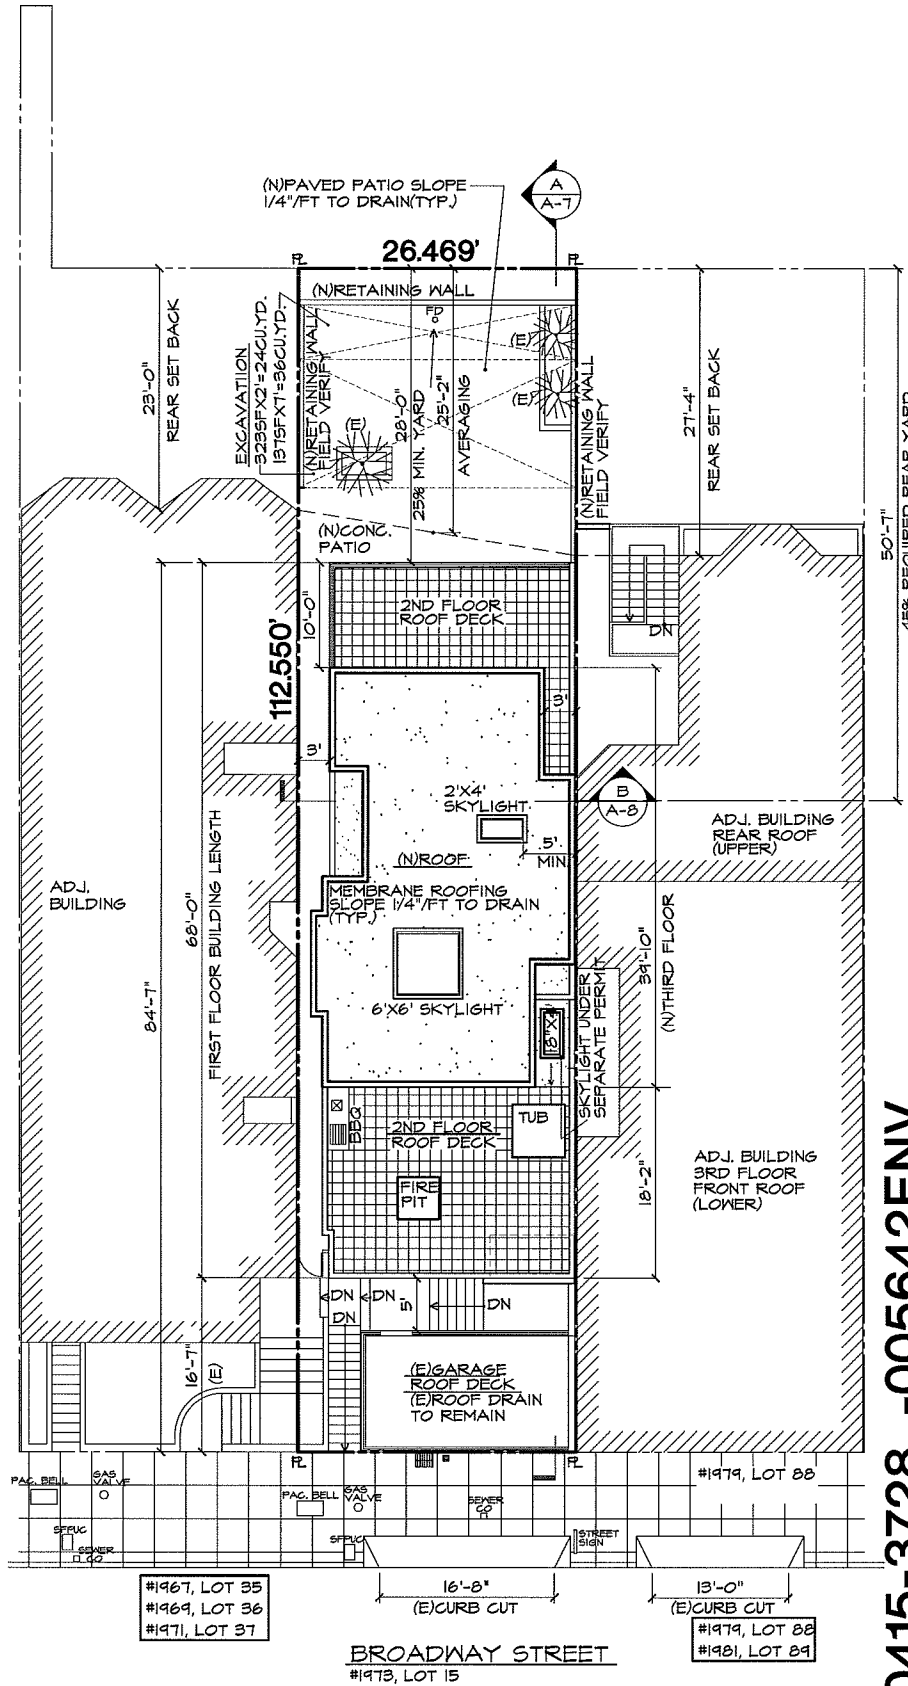 (N)PAVED PATIO SLOPE
1/4"/FT TO DRAIN(TYP.)
A
A-7
26.469'
PL
PL
(N)RETAINING WALL
FD
(E)
(E)
(E)
23'-0"
REAR SET BACK
EXCAVATION
323SFX2'=24CU.YD.
137SFX7'=36CU.YD.
(N)RETAINING WALL
FIELD VERIFY
28'-0"
25% MIN. YARD
25'-2"
AVERAGING
(N)RETAINING WALL
FIELD VERIFY
27'-4"
REAR SET BACK
50'-7"
45% REQUIRED REAR YARD
(N)CONC.
PATIO
10'-0"
2ND FLOOR
ROOF DECK
DN
112.550'
3'
3'
2'X4'
SKYLIGHT
B
A-8
5'
MIN
ADJ. BUILDING
REAR ROOF
(UPPER)
(N)ROOF
MEMBRANE ROOFING
SLOPE 1/4"/FT TO DRAIN
(TYP.)
ADJ.
BUILDING
84'-7"
68'-0"
FIRST FLOOR BUILDING LENGTH
6'X6' SKYLIGHT
SKYLIGHT UNDER
SEPARATE PERMIT
39'-10"
(N)THIRD FLOOR
BBQ
2ND FLOOR
ROOF DECK
TUB
FIRE
PIT
18'-2"
ADJ. BUILDING
3RD FLOOR
FRONT ROOF
(LOWER)
DN
DN
DN
5'
DN
16'-7"
(E)
(E)GARAGE
ROOF DECK
(E)ROOF DRAIN
TO REMAIN
PL
PL
PAC. BELL
GAS
VALVE
SFPUC
SEWER
CO
PAC. BELL
GAS
VALVE
SFPUC
SEWER
CO
STREET
SIGN
#1979, LOT 88
#1967, LOT 35
#1969, LOT 36
#1971, LOT 37
16'-8"
(E)CURB CUT
13'-0"
(E)CURB CUT
#1979, LOT 88
#1981, LOT 89
BROADWAY STREET
#1973, LOT 15
0415-3728 -005642ENV